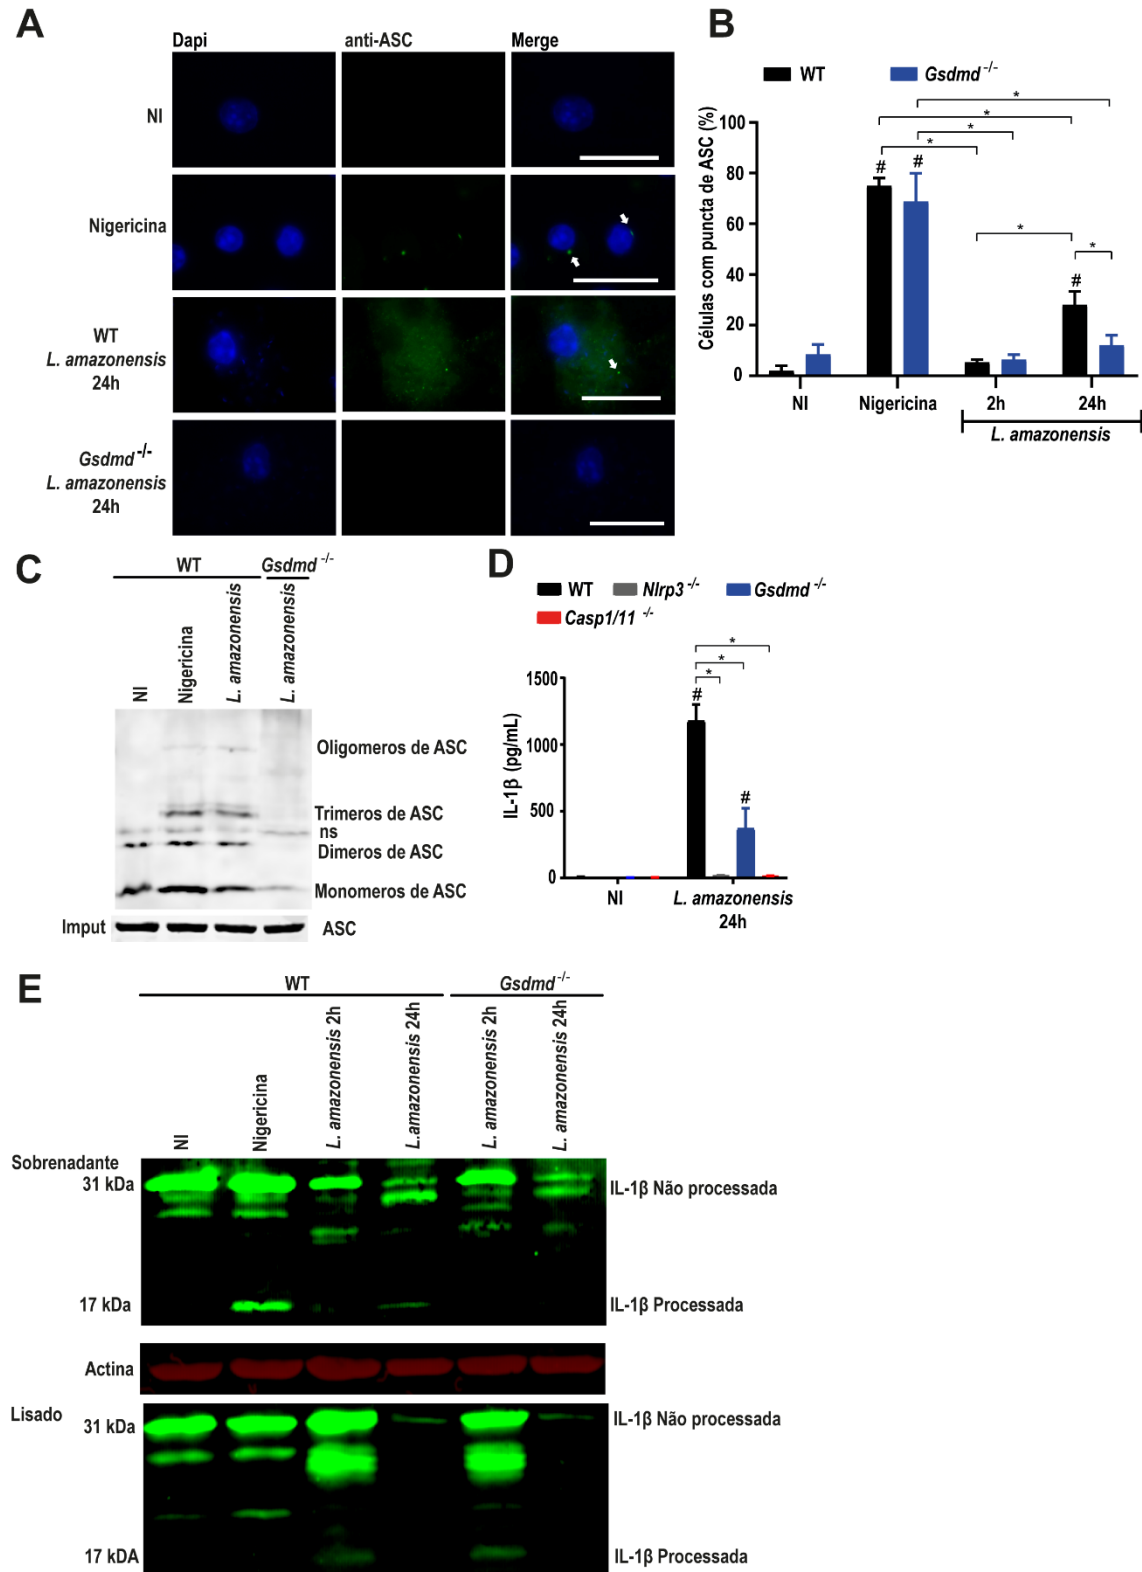 A
Dapi anti-ASC Merge
NI
Nigericina
WT
L. amazonensis
24h
Gsdmd -/-
L. amazonensis
24h
B
WT Gsdmd -/-
Células com puncta de ASC (%)
100
80
60
40
20
0
* * * * * *
# # #
NI Nigericina 2h 24h
L. amazonensis
C
WT Gsdmd -/-
NI
Nigericina
L. amazonensis
L. amazonensis
Oligomeros de ASC
Trimeros de ASC
ns
Dimeros de ASC
Monomeros de ASC
Imput ASC
D
WT Nlrp3 -/- Gsdmd -/-
Casp1/11 -/-
IL-1β (pg/mL)
1500
1000
500
0
* * *
# #
NI L. amazonensis
24h
E
WT Gsdmd -/-
NI
Nigericina
L. amazonensis 2h
L.amazonensis 24h
L. amazonensis 2h
L. amazonensis 24h
Sobrenadante
31 kDa IL-1β Não processada
17 kDa IL-1β Processada
Actina
Lisado
31 kDa IL-1β Não processada
17 kDA IL-1β Processada